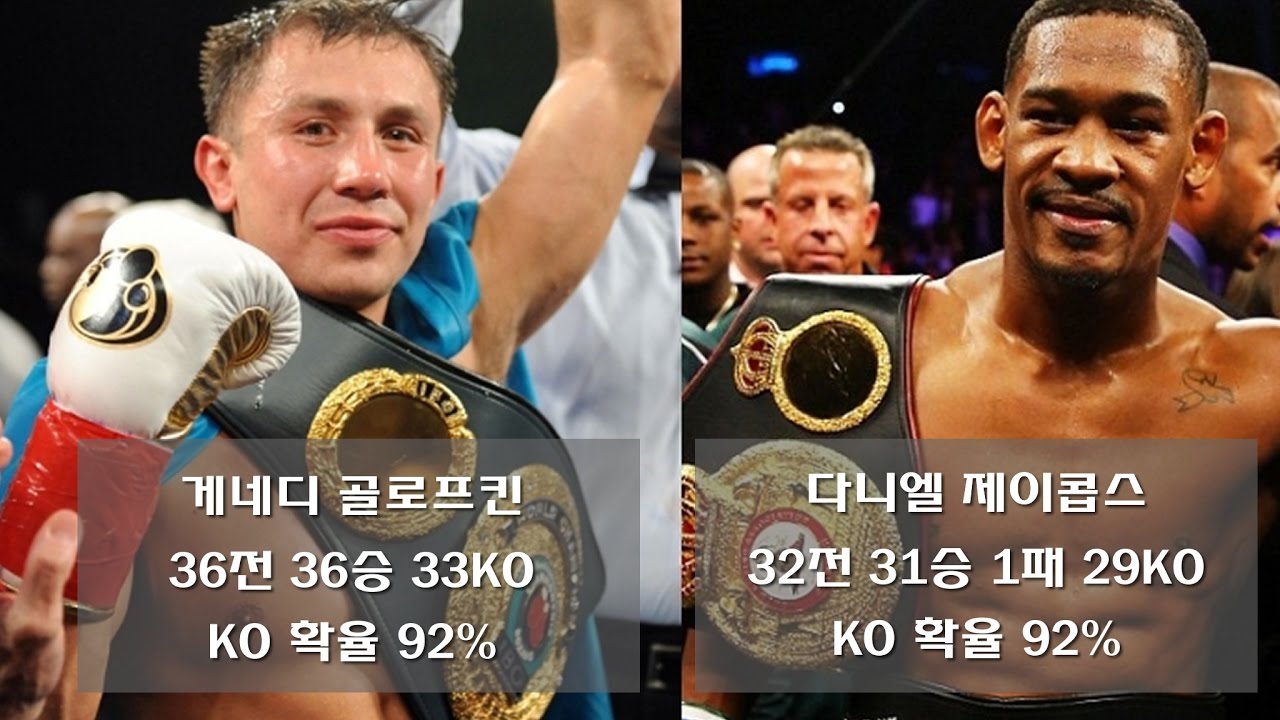 게네디 골로프킨
36전 36승 33KO
KO 확율 92%
다니엘 제이콥스
32전 31승 1패 29KO
KO 확율 92%